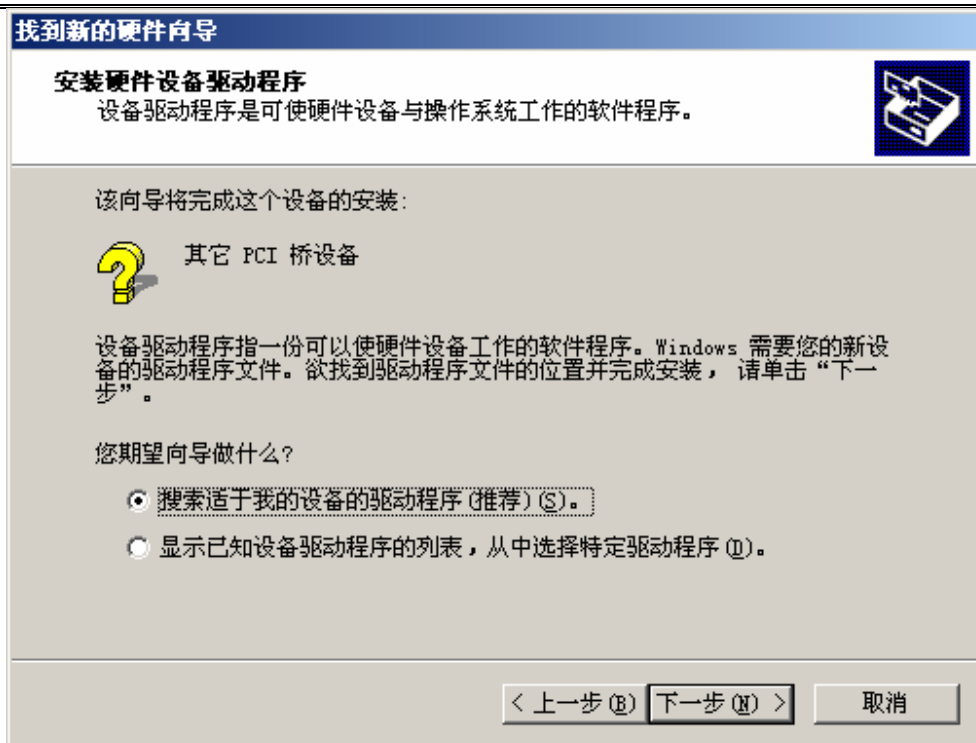 找到新的硬件向导
安装硬件设备驱动程序
设备驱动程序是可使硬件设备与操作系统工作的软件程序。
该向导将完成这个设备的安装:
其它 PCI 桥设备
设备驱动程序指一份可以使硬件设备工作的软件程序。Windows 需要您的新设
备的驱动程序文件。欲找到驱动程序文件的位置并完成安装，请单击“下一
步”。
您期望向导做什么?
搜索适于我的设备的驱动程序(推荐)(S)。
显示已知设备驱动程序的列表，从中选择特定驱动程序(D)。
< 上一步(B) 下一步(N) > 取消